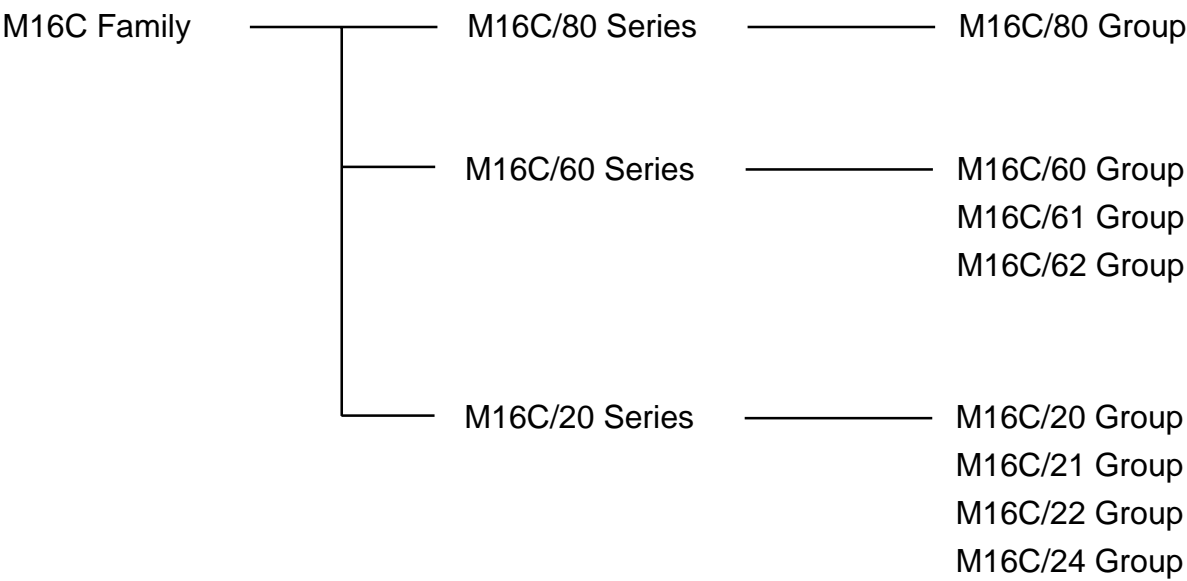 M16C Family M16C/80 Series M16C/80 Group
M16C/60 Series M16C/60 Group
M16C/61 Group
M16C/62 Group
M16C/20 Series M16C/20 Group
M16C/21 Group
M16C/22 Group
M16C/24 Group